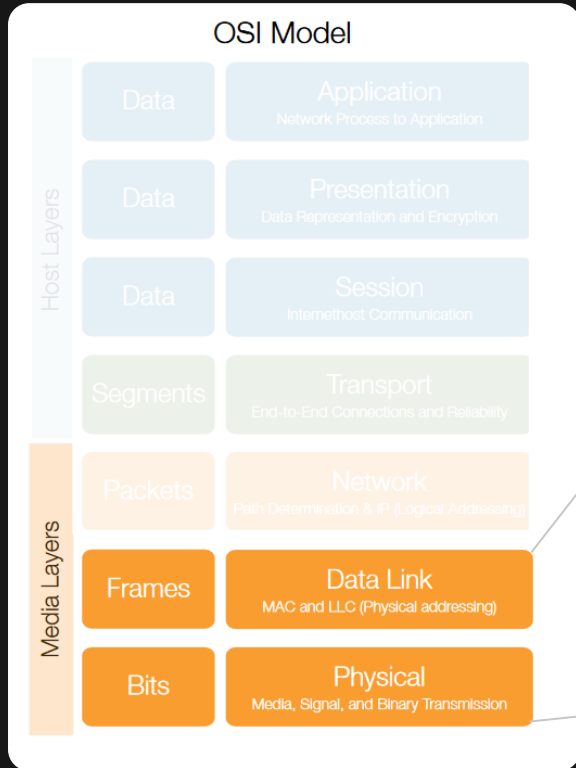 OSI Model
Host Layers
Data
Application
Network Process to Application
Data
Presentation
Data Representation and Encryption
Data
Session
Internethost Communication
Segments
Transport
End-to-End Connections and Reliability
Media Layers
Packets
Network
Path Determination & IP (Logical Addressing)
Frames
Data Link
MAC and LLC (Physical addressing)
Bits
Physical
Media, Signal, and Binary Transmission